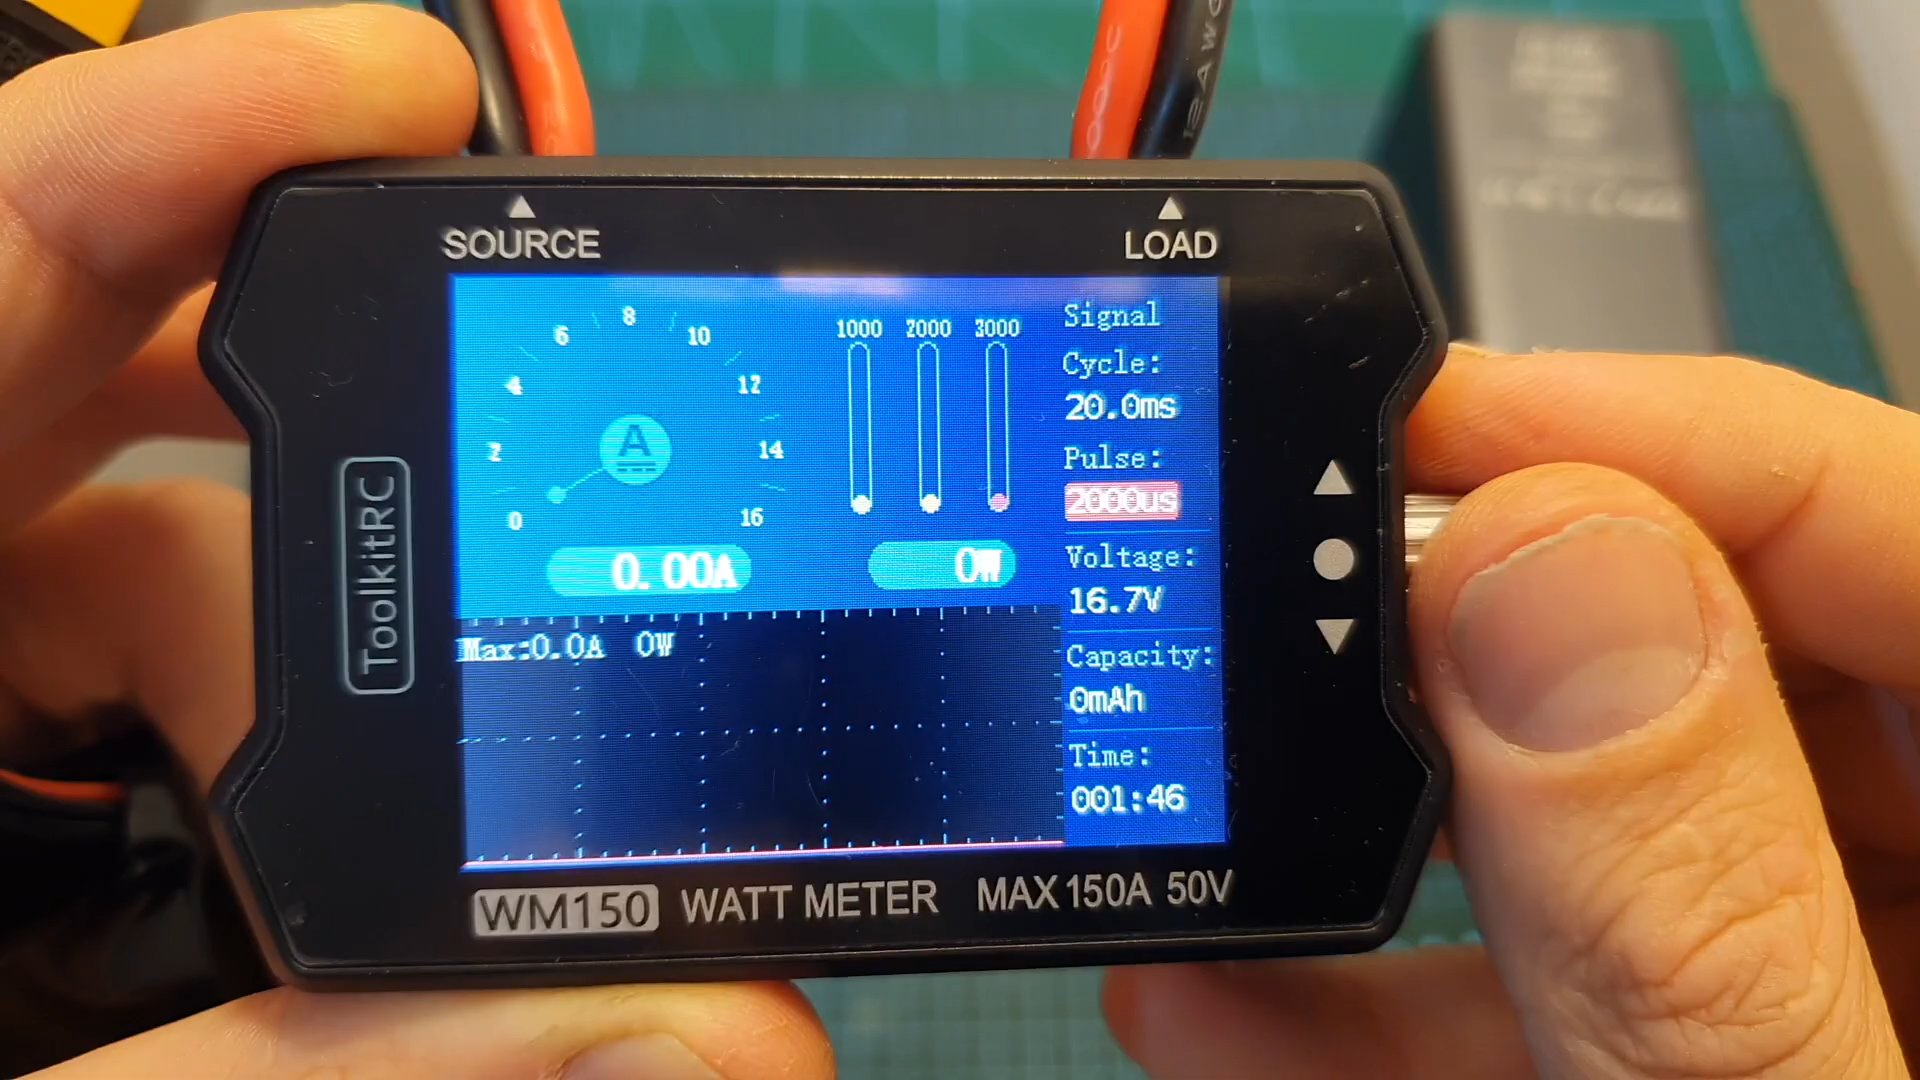 00C
12AWG
SOURCE
LOAD
ToolkitRC
0
2
4
6
8
10
12
14
16
A
0.00A
1000 2000 3000
0W
Max:0.0A 0W
Signal
Cycle:
20.0ms
Pulse:
2000us
Voltage:
16.7V
Capacity:
0mAh
Time:
001:46
WM150 WATT METER MAX 150A 50V